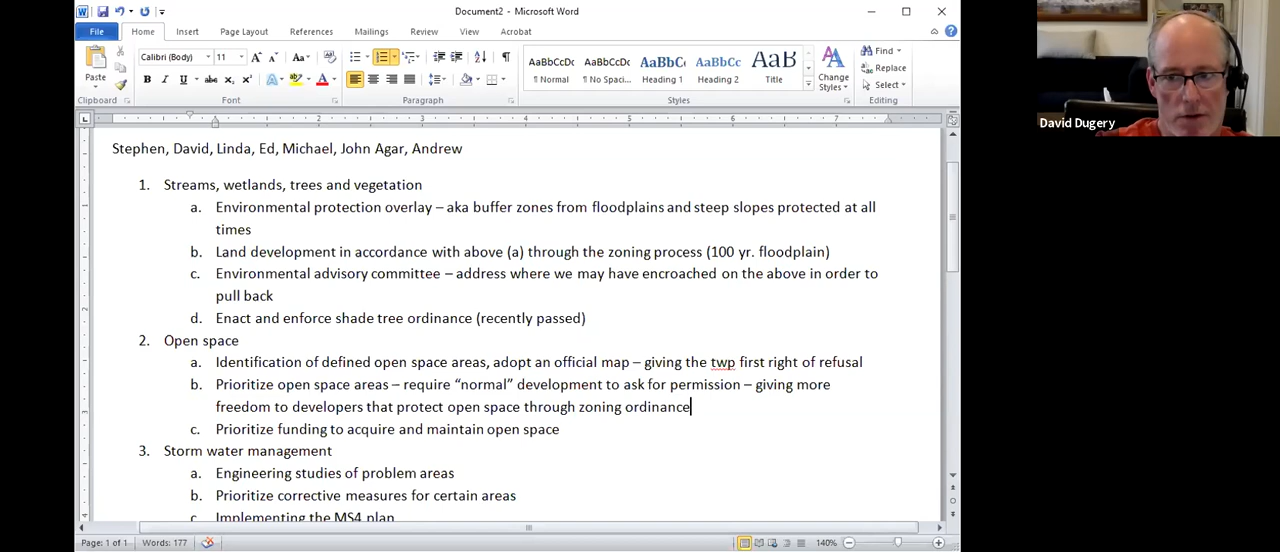 Document2 - Microsoft Word
File Home Insert Page Layout References Mailings Review View Acrobat
Calibri (Body) 11
AaBbCcDc AaBbCcDc AaBbC AaBbCc AaB
Paste
B I U abc
¶ Normal ¶ No Spaci... Heading 1 Heading 2 Title
Change Styles
Find
Replace
Select
Clipboard Font Paragraph Styles Editing
1 2 3 4 5 6 7
Stephen, David, Linda, Ed, Michael, John Agar, Andrew
1. Streams, wetlands, trees and vegetation
a. Environmental protection overlay – aka buffer zones from floodplains and steep slopes protected at all
times
b. Land development in accordance with above (a) through the zoning process (100 yr. floodplain)
c. Environmental advisory committee – address where we may have encroached on the above in order to
pull back
d. Enact and enforce shade tree ordinance (recently passed)
2. Open space
a. Identification of defined open space areas, adopt an official map – giving the twp first right of refusal
b. Prioritize open space areas – require “normal” development to ask for permission – giving more
freedom to developers that protect open space through zoning ordinance
c. Prioritize funding to acquire and maintain open space
3. Storm water management
a. Engineering studies of problem areas
b. Prioritize corrective measures for certain areas
c. Implementing the MS4 plan
Page: 1 of 1 Words: 177 140%
David Dugery